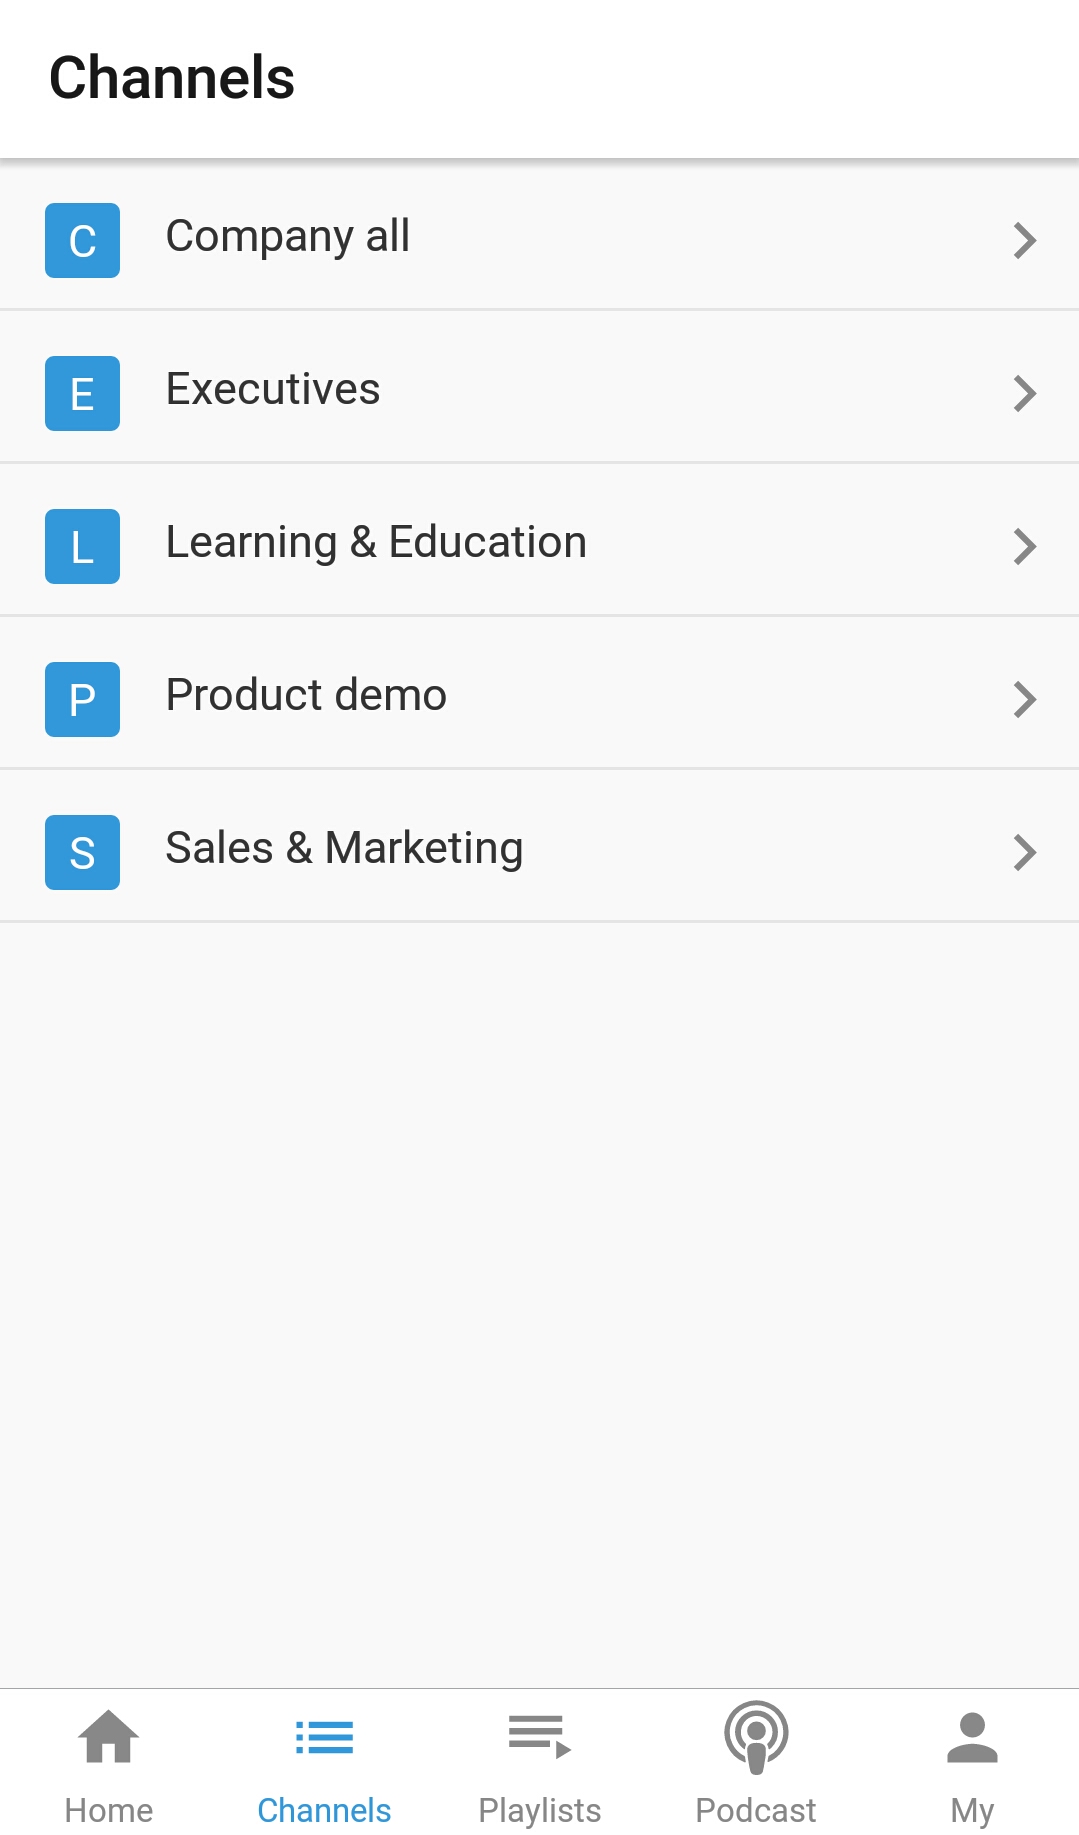 Channels
C Company all
E Executives
L Learning & Education
P Product demo
S Sales & Marketing
Home Channels Playlists Podcast My